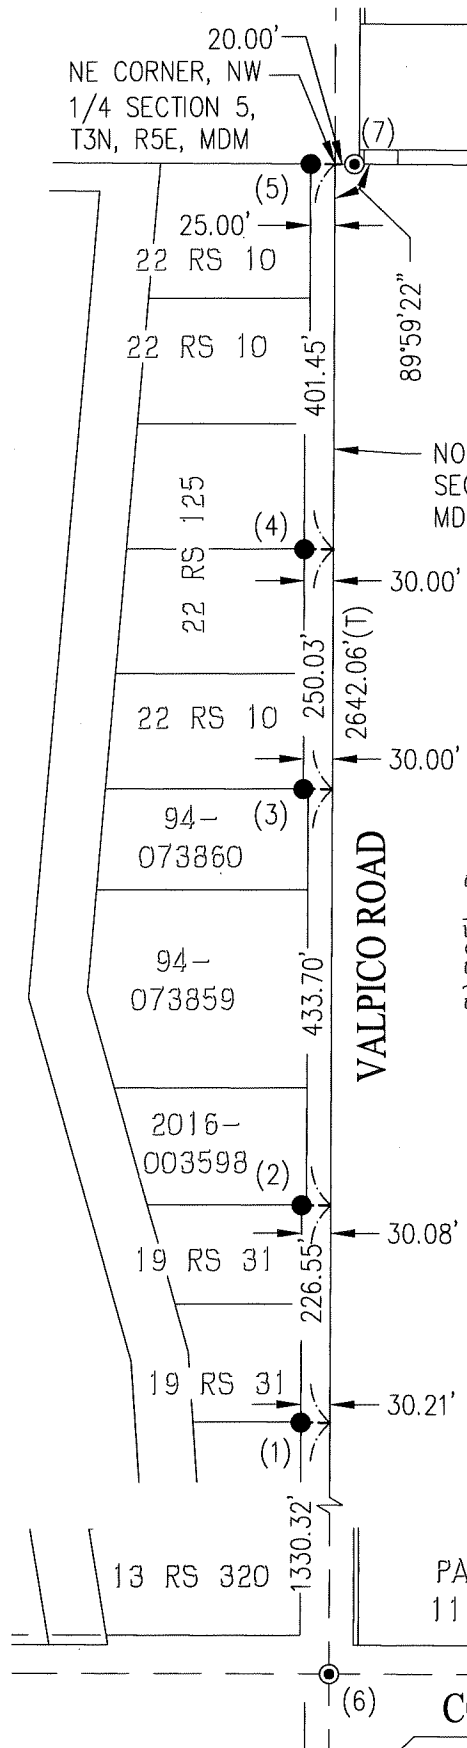 20.00'
NE CORNER, NW
1/4 SECTION 5,
T3N, R5E, MDM
(7)
(5)
25.00'
22 RS 10
89°59'22"
22 RS 10
401.45'
NO
SEC
MD
22 RS 125
(4)
30.00'
250.03'
2642.06'(T)
22 RS 10
30.00'
(3)
94-
073860
VALPICO ROAD
94-
073859
433.70'
2016-
003598
(2)
30.08'
19 RS 31
226.55'
19 RS 31
30.21'
(1)
1330.32'
13 RS 320
PA
11
(6)